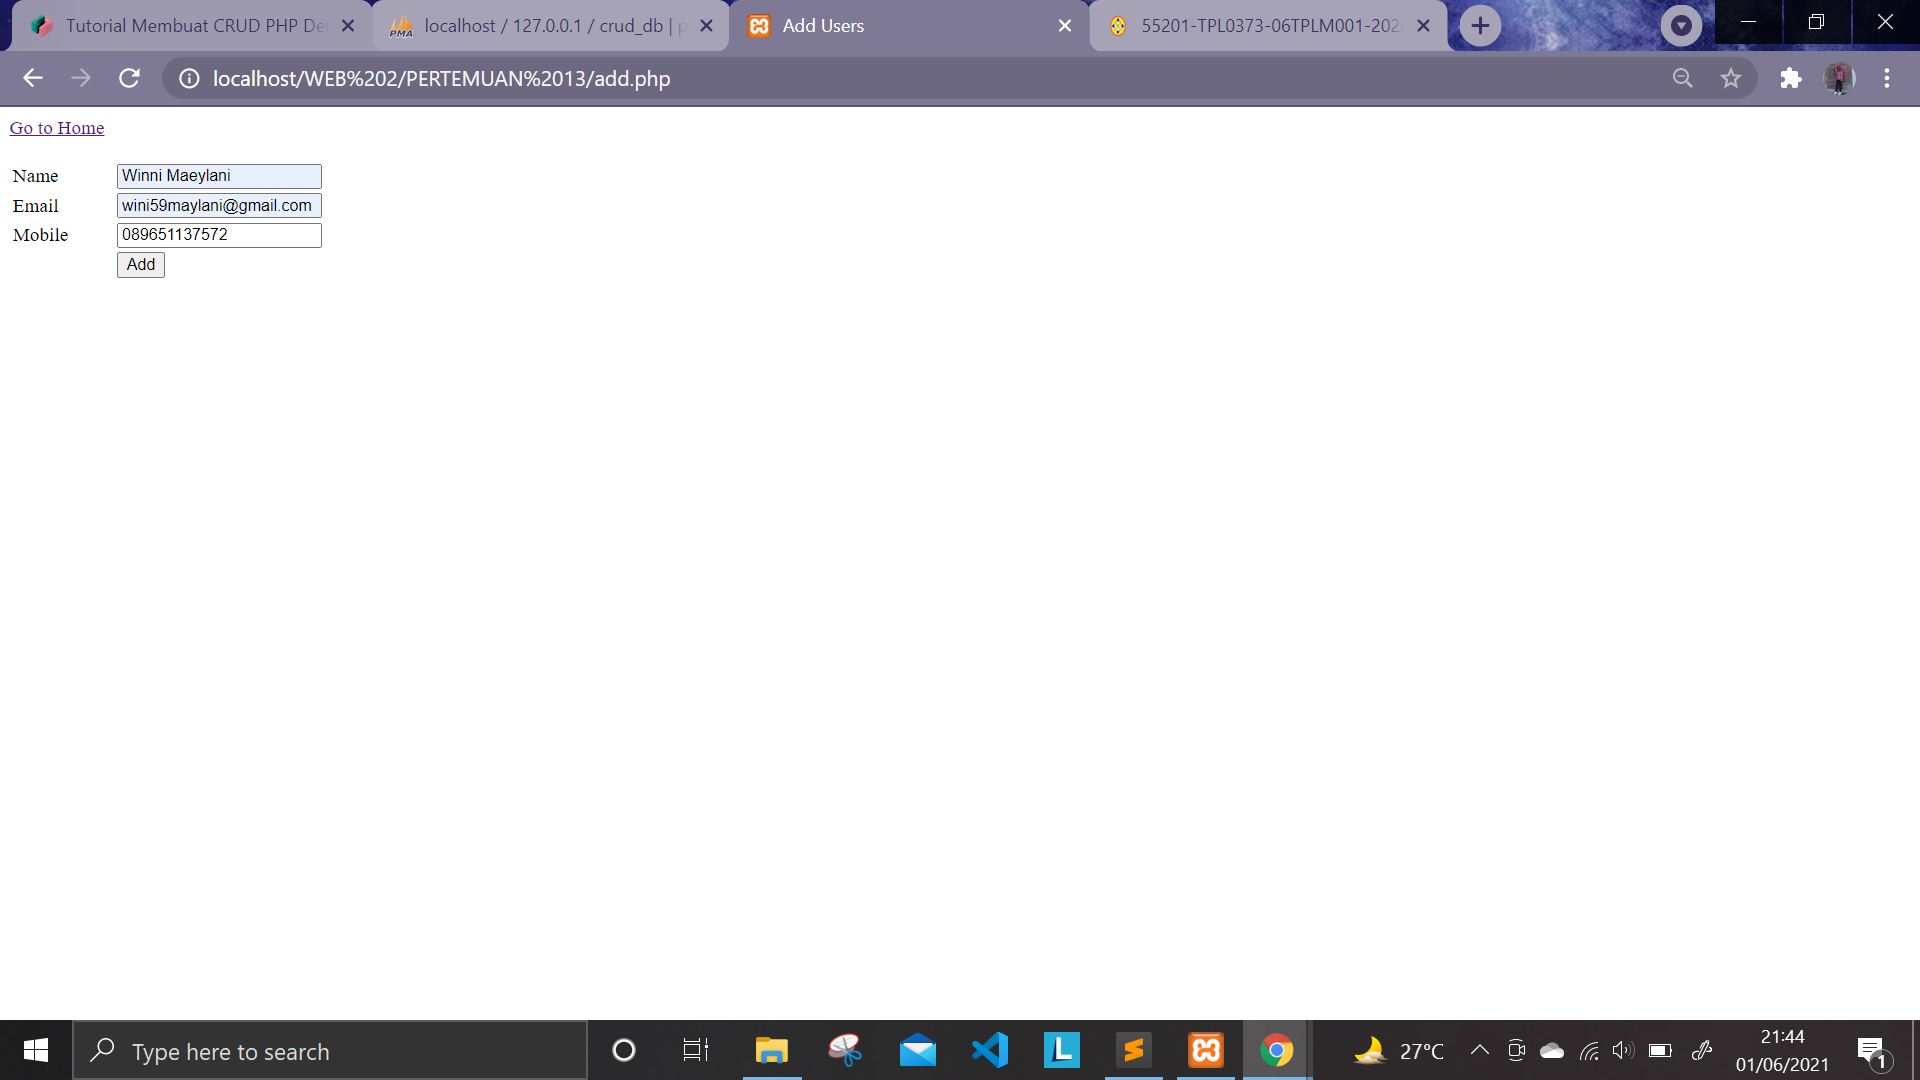 Tutorial Membuat CRUD PHP De
localhost / 127.0.0.1 / crud_db | p
Add Users
55201-TPL0373-06TPLM001-202
localhost/WEB%202/PERTEMUAN%2013/add.php
Go to Home
Name Winni Maeylani
Email wini59maylani@gmail.com
Mobile 089651137572
Add
Type here to search
27°C
21:44
01/06/2021
1